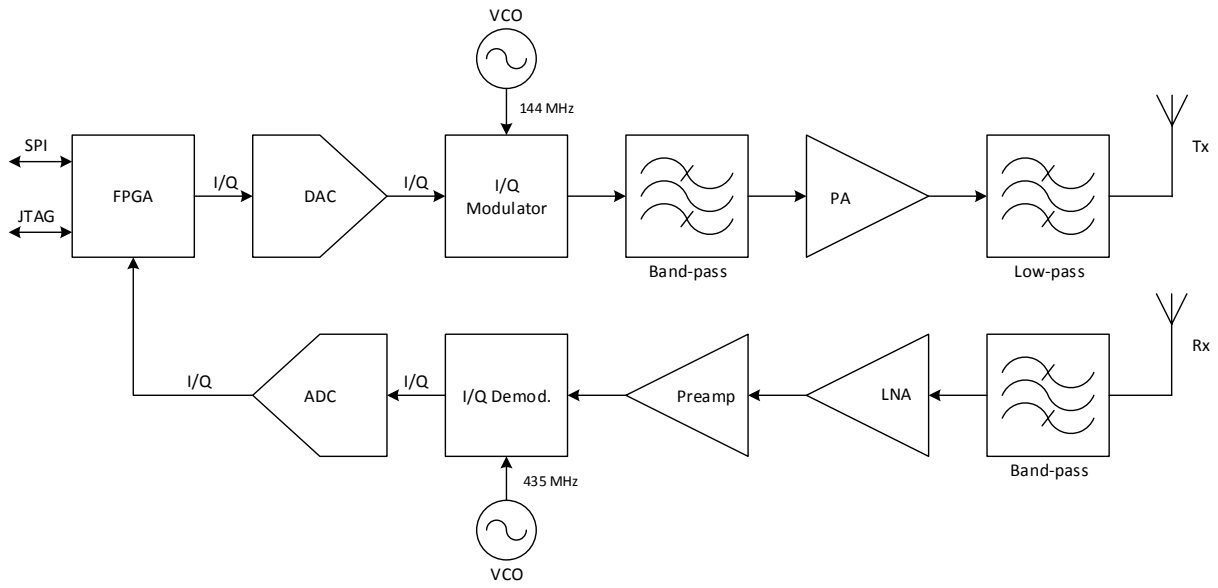 VCO
144 MHz
SPI
JTAG
FPGA
I/Q
DAC
I/Q
I/Q
Modulator
Band-pass
PA
Low-pass
Tx
Rx
I/Q
ADC
I/Q
I/Q Demod.
Preamp
LNA
Band-pass
435 MHz
VCO